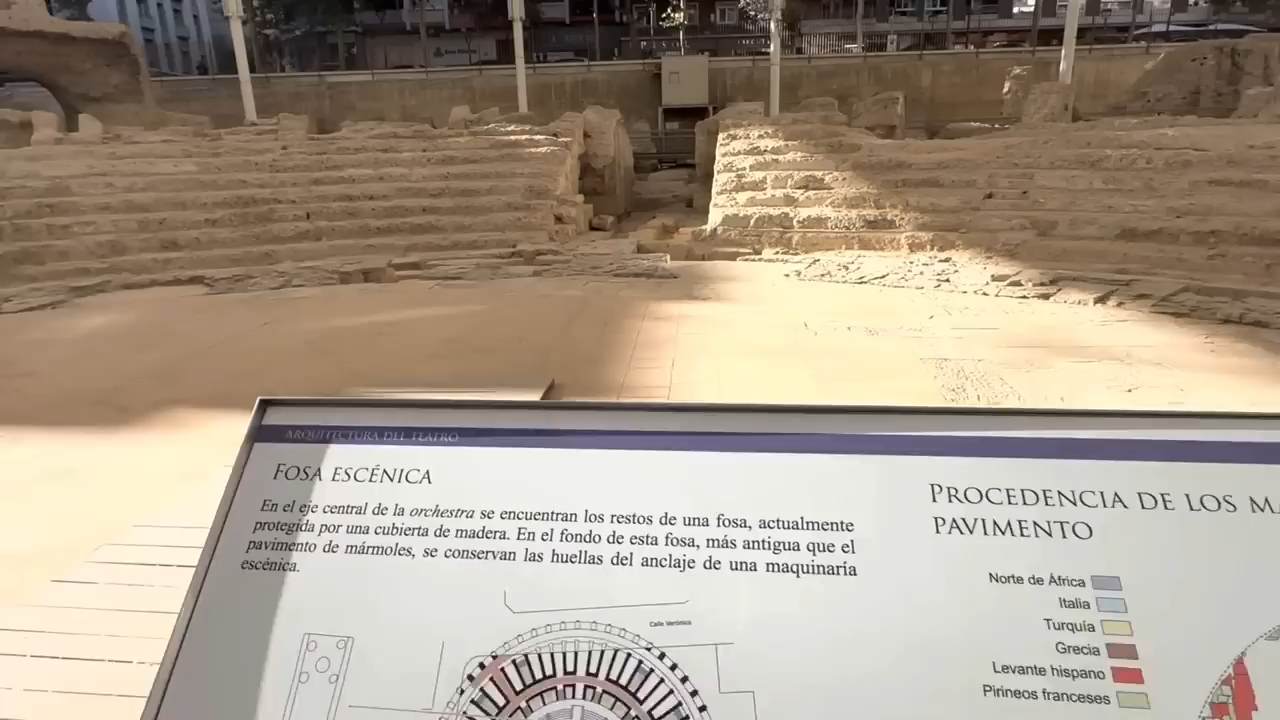 ARQUITECTURA DEL TEATRO
FOSA ESCÉNICA
En el eje central de la orchestra se encuentran los restos de una fosa, actualmente
protegida por una cubierta de madera. En el fondo de esta fosa, más antigua que el
pavimento de mármoles, se conservan las huellas del anclaje de una maquinaria
escénica.
Calle Verónica
PROCEDENCIA DE LOS
PAVIMENTO
Norte de África
Italia
Turquía
Grecia
Levante hispano
Pirineos franceses